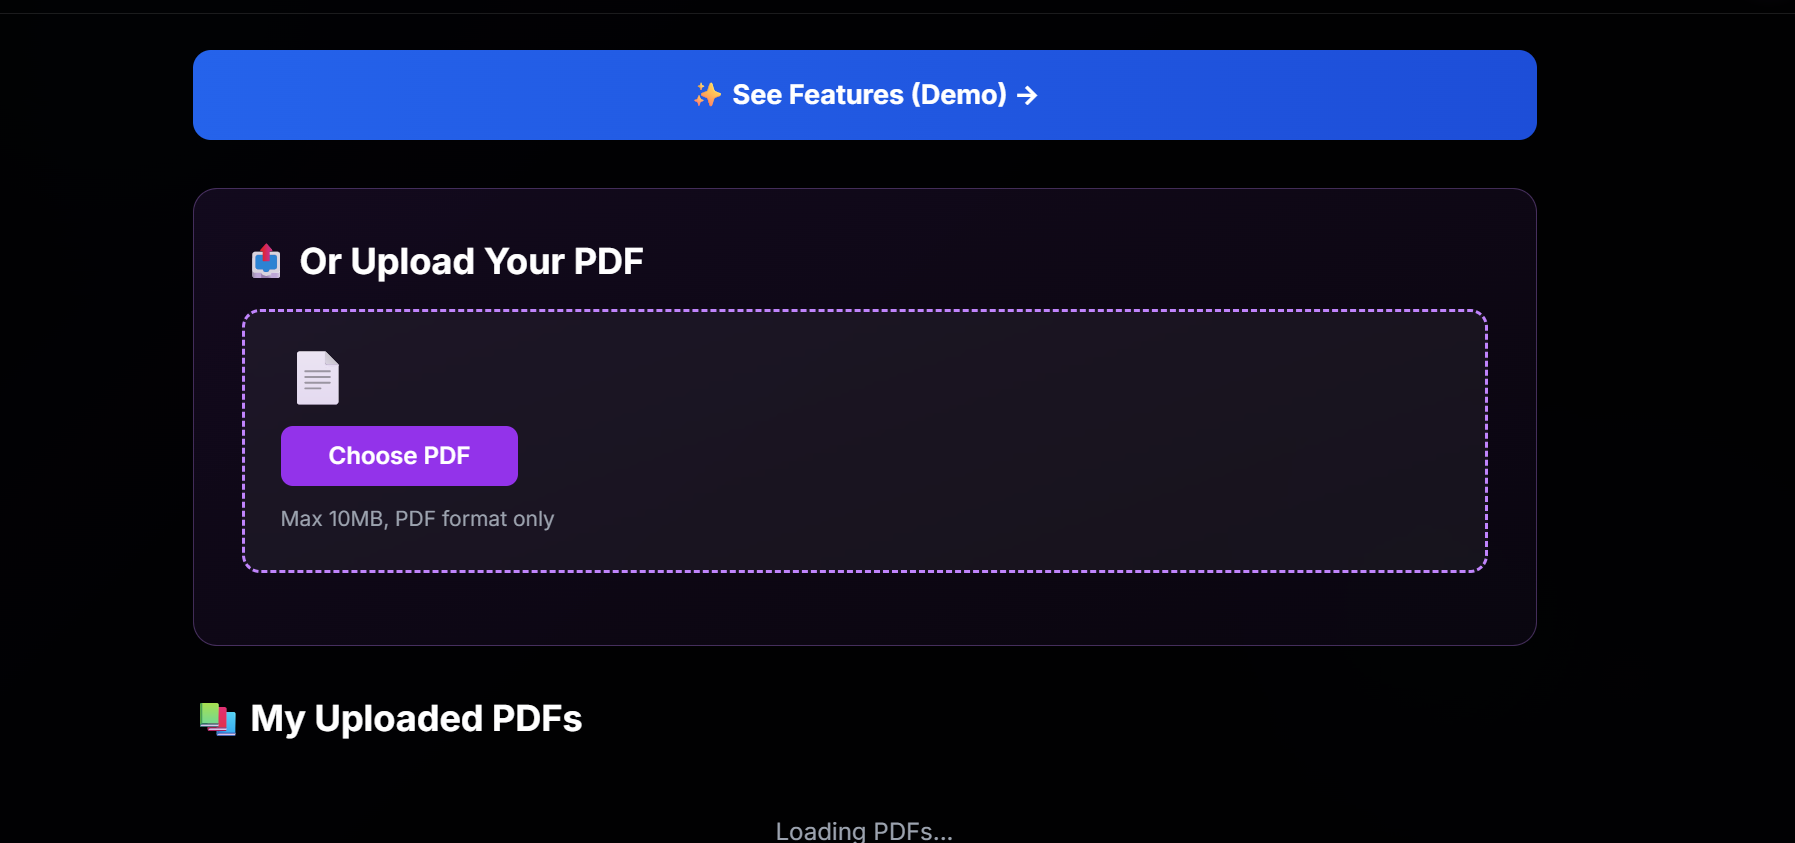 ✨ See Features (Demo) →
📤 Or Upload Your PDF
Choose PDF
Max 10MB, PDF format only
📚 My Uploaded PDFs
Loading PDFs...